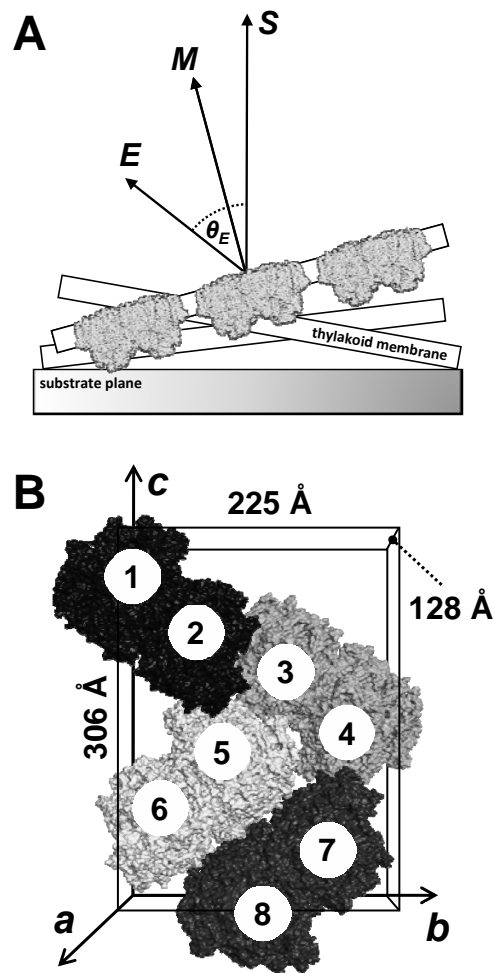 A
S
M
E
θE
thylakoid membrane
substrate plane
B
c
225 Å
128 Å
306 Å
1
2
3
4
5
6
7
8
a
b